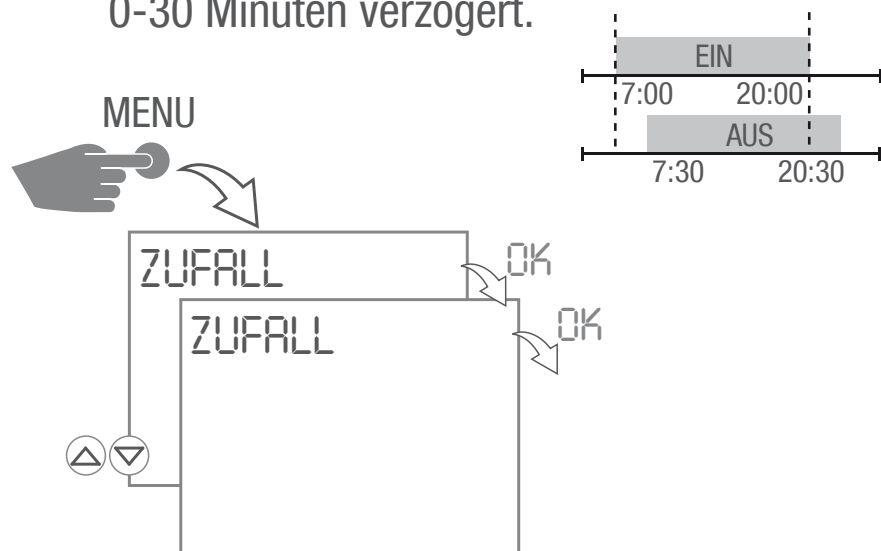 0-30 Minuten verzögert.
EIN
7:00 20:00
AUS
7:30 20:30
MENU
ZUFALL
OK
ZUFALL
OK